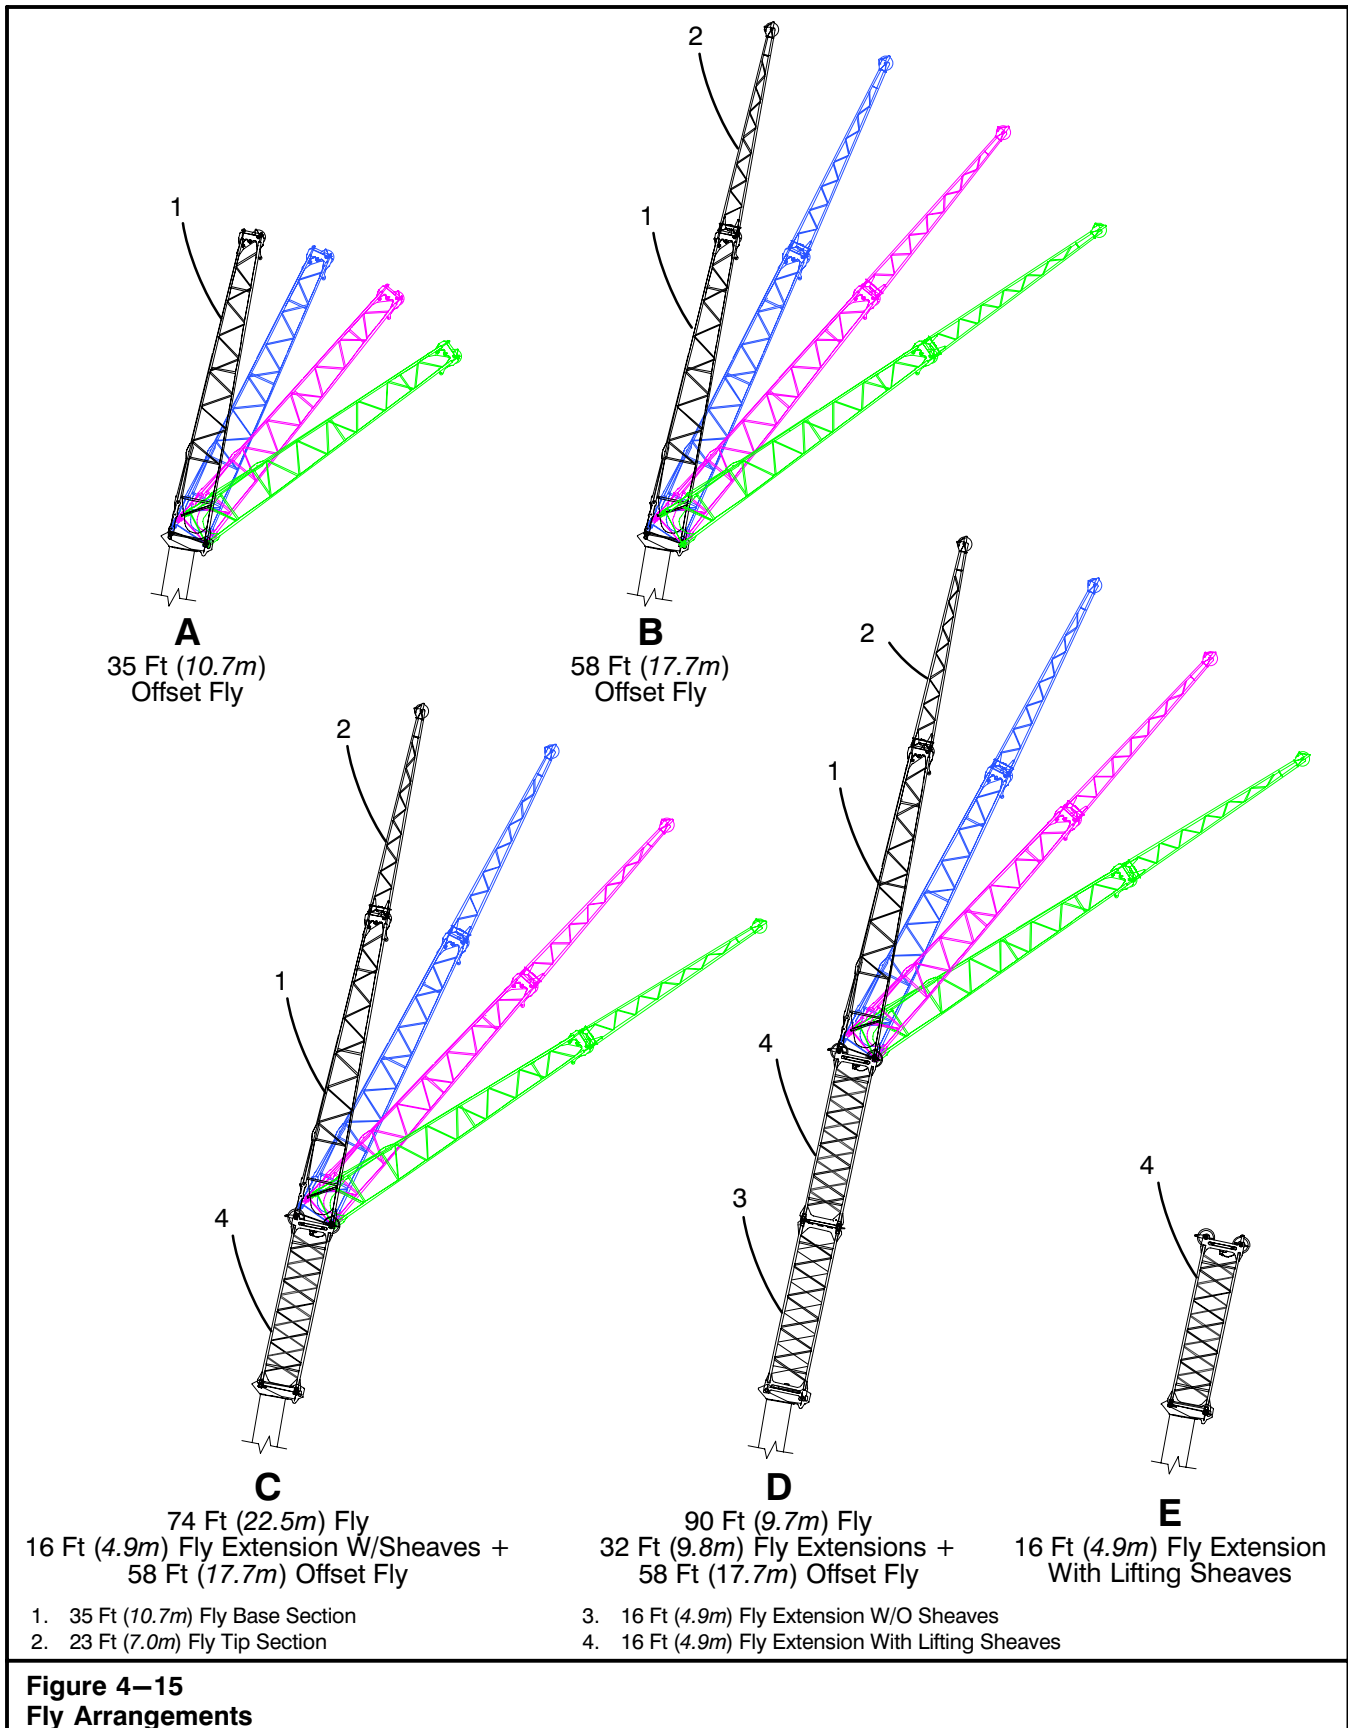 2
1
1
A
35 Ft (10.7m)
Offset Fly
B
58 Ft (17.7m)
Offset Fly
2
1
4
C
74 Ft (22.5m) Fly
16 Ft (4.9m) Fly Extension W/Sheaves +
58 Ft (17.7m) Offset Fly
2
1
4
3
D
90 Ft (9.7m) Fly
32 Ft (9.8m) Fly Extensions +
58 Ft (17.7m) Offset Fly
4
E
16 Ft (4.9m) Fly Extension
With Lifting Sheaves
1. 35 Ft (10.7m) Fly Base Section
2. 23 Ft (7.0m) Fly Tip Section
3. 16 Ft (4.9m) Fly Extension W/O Sheaves
4. 16 Ft (4.9m) Fly Extension With Lifting Sheaves
Figure 4–15
Fly Arrangements